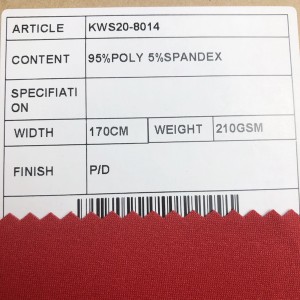 ARTICLE KWS20-8014
CONTENT 95%POLY 5%SPANDEX
SPECIFIATI
ON
WIDTH 170CM WEIGHT 210GSM
FINISH P/D